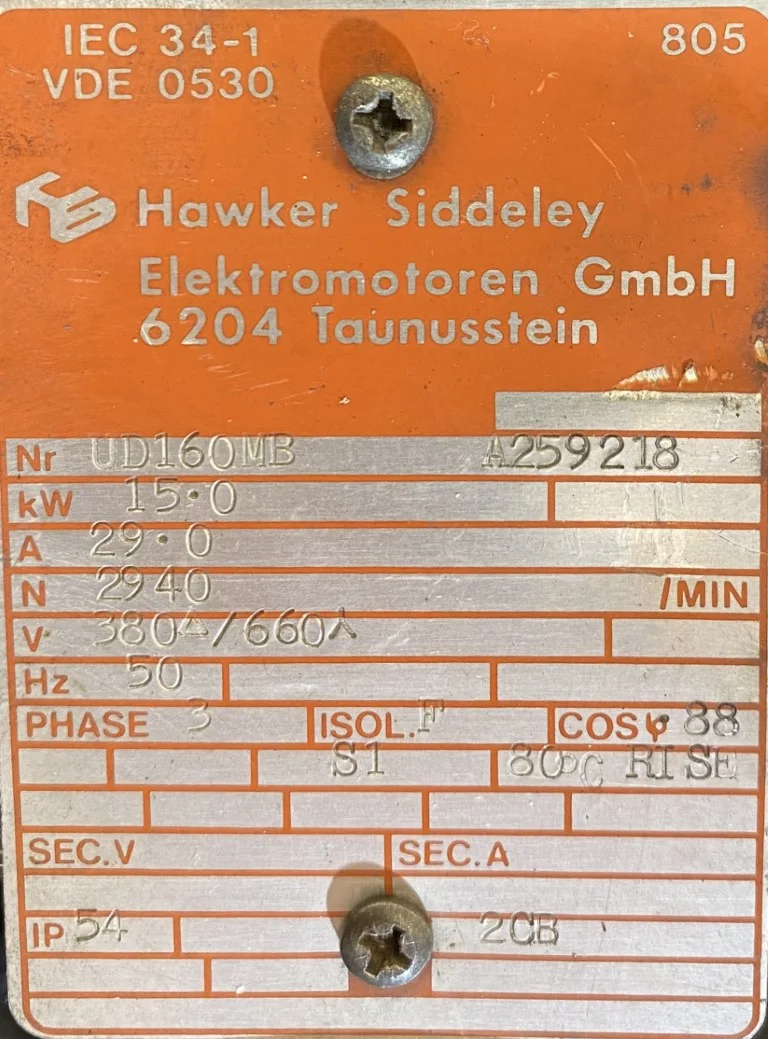 IEC 34-1 805
VDE 0530
HS Hawker Siddeley
Elektromotoren GmbH
6204 Taunusstein
Nr UD160MB A259218
kW 15·0
A 29·0
N 2940 /MIN
V 380△/660⅄
Hz 50
PHASE 3 ISOL. F COSφ ·88
S1 80°C RISE
SEC.V SEC.A
IP 54 2CB